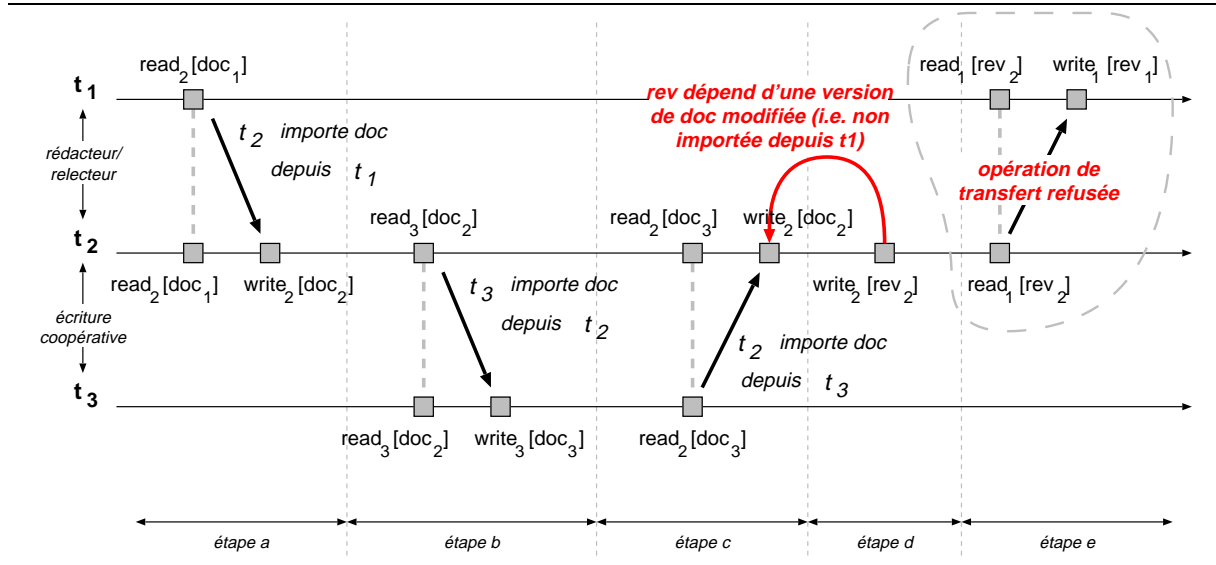 read2[doc1]
read1[rev2]
write1[rev1]
t1
rev dépend d'une version
de doc modifiée (i.e. non
importée depuis t1)
t2 importe doc
depuis t1
rédacteur/
relecteur
opération de
transfert refusée
read3[doc2]
read2[doc3]
write2[doc2]
t2
read2[doc1]
write2[doc2]
t3 importe doc
depuis t2
write2[rev2]
read1[rev2]
écriture
coopérative
t2 importe doc
depuis t3
t3
read3[doc2]
write3[doc3]
read2[doc3]
étape a
étape b
étape c
étape d
étape e